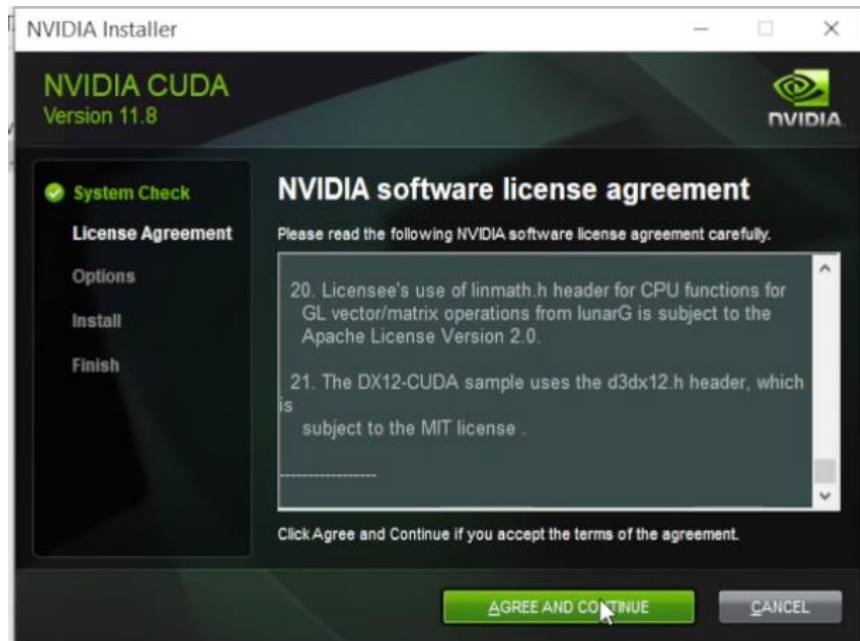 NVIDIA Installer
NVIDIA CUDA
Version 11.8
NVIDIA
System Check
License Agreement
Options
Install
Finish
NVIDIA software license agreement
Please read the following NVIDIA software license agreement carefully.
20. Licensee's use of linmath.h header for CPU functions for
GL vector/matrix operations from lunarG is subject to the
Apache License Version 2.0.
21. The DX12-CUDA sample uses the d3dx12.h header, which
is
subject to the MIT license .
-----------------
Click Agree and Continue if you accept the terms of the agreement.
AGREE AND CONTINUE
CANCEL